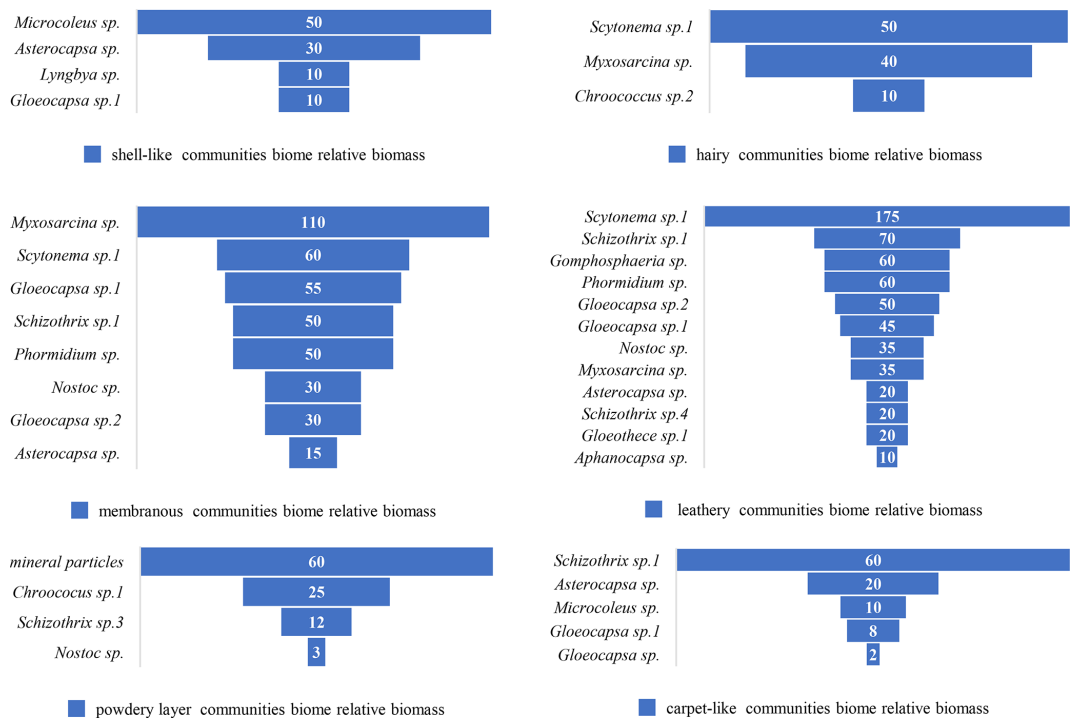 Microcoleus sp.
50
Asterocapsa sp.
30
Lyngbya sp.
10
Gloeocapsa sp.1
10
shell-like communities biome relative biomass
Scytonema sp.1
50
Myxosarcina sp.
40
Chroococcus sp.2
10
hairy communities biome relative biomass
Myxosarcina sp.
110
Scytonema sp.1
60
Gloeocapsa sp.1
55
Schizothrix sp.1
50
Phormidium sp.
50
Nostoc sp.
30
Gloeocapsa sp.2
30
Asterocapsa sp.
15
membranous communities biome relative biomass
Scytonema sp.1
175
Schizothrix sp.1
70
Gomphosphaeria sp.
60
Phormidium sp.
60
Gloeocapsa sp.2
50
Gloeocapsa sp.1
45
Nostoc sp.
35
Myxosarcina sp.
35
Asterocapsa sp.
20
Schizothrix sp.4
20
Gloeothece sp.1
20
Aphanocapsa sp.
10
leathery communities biome relative biomass
mineral particles
60
Chroococus sp.1
25
Schizothrix sp.3
12
Nostoc sp.
3
powdery layer communities biome relative biomass
Schizothrix sp.1
60
Asterocapsa sp.
20
Microcoleus sp.
10
Gloeocapsa sp.1
8
Gloeocapsa sp.
2
carpet-like communities biome relative biomass